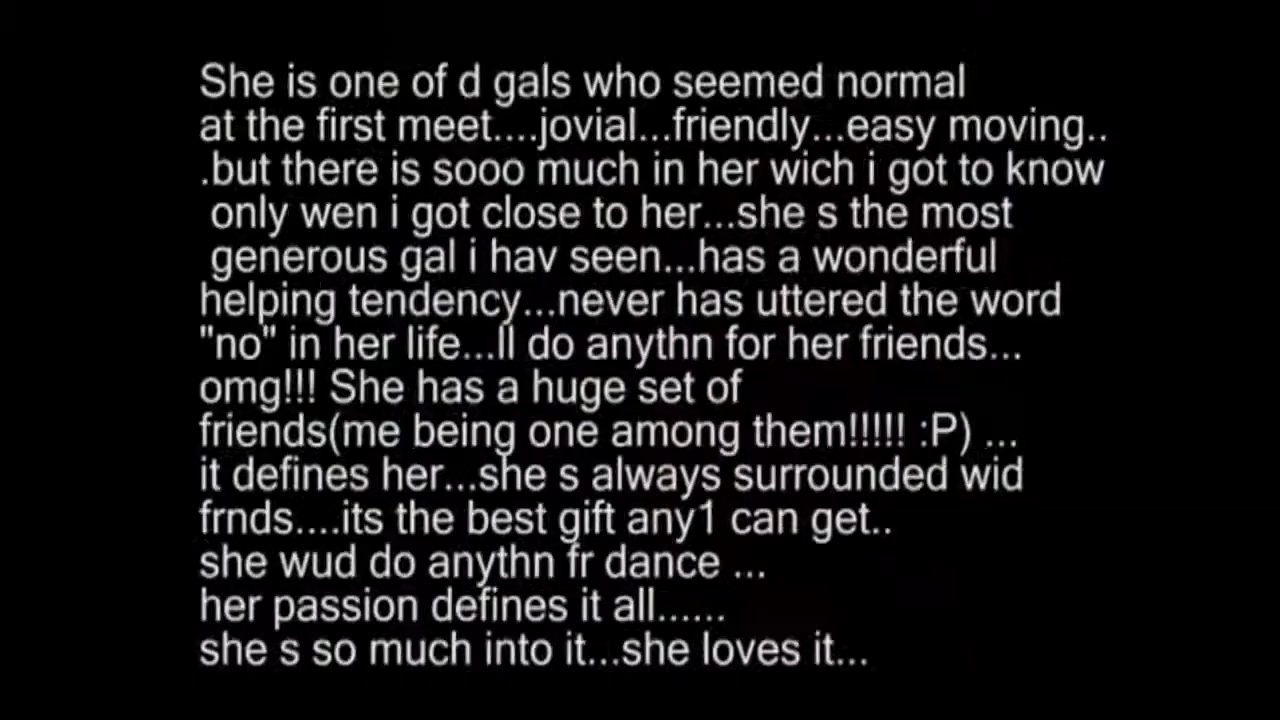 She is one of d gals who seemed normal
at the first meet....jovial...friendly...easy moving..
.but there is sooo much in her wich i got to know
only wen i got close to her...she s the most
generous gal i hav seen...has a wonderful
helping tendency...never has uttered the word
"no" in her life...ll do anythn for her friends...
omg!!! She has a huge set of
friends(me being one among them!!!!! :P) ...
it defines her...she s always surrounded wid
frnds....its the best gift any1 can get..
she wud do anythn fr dance ...
her passion defines it all......
she s so much into it...she loves it...